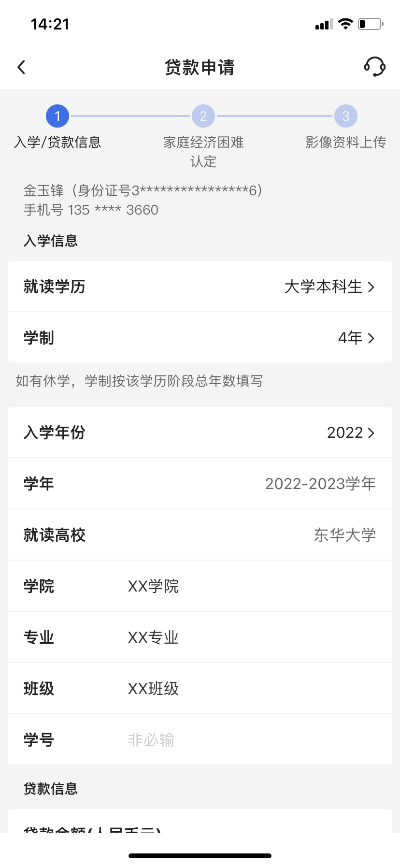 14:21
贷款申请
1 2 3
入学/贷款信息 家庭经济困难 影像资料上传
认定
金玉锋（身份证号3****************6）
手机号 135 **** 3660
入学信息
就读学历 大学本科生
学制 4年
如有休学，学制按该学历阶段总年数填写
入学年份 2022
学年 2022-2023学年
就读高校 东华大学
学院 XX学院
专业 XX专业
班级 XX班级
学号 非必输
贷款信息
贷款金额(人民币元)